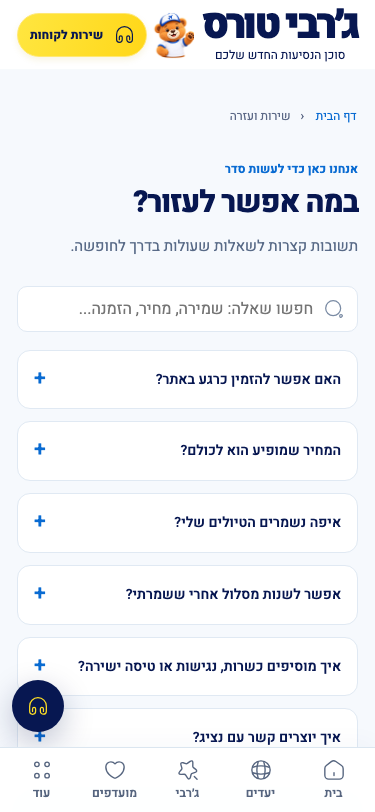 ג׳רבי טורס
סוכן הנסיעות החדש שלכם
שירות לקוחות
דף הבית › שירות ועזרה
אנחנו כאן כדי לעשות סדר
במה אפשר לעזור?
תשובות קצרות לשאלות שעולות בדרך לחופשה.
חפשו שאלה: שמירה, מחיר, הזמנה...
האם אפשר להזמין כרגע באתר? +
המחיר שמופיע הוא לכולם? +
איפה נשמרים הטיולים שלי? +
אפשר לשנות מסלול אחרי ששמרתי? +
איך מוסיפים כשרות, נגישות או טיסה ישירה? +
איך יוצרים קשר עם נציג? +
בית יעדים ג׳רבי מועדפים עוד